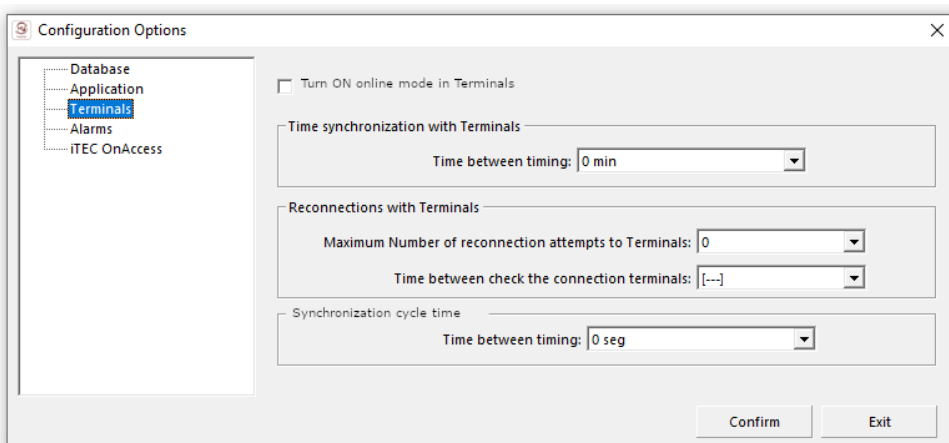 Configuration Options
Database
Application
Terminals
Alarms
iTEC OnAccess
Turn ON online mode in Terminals
Time synchronization with Terminals
Time between timing: 0 min
Reconnections with Terminals
Maximum Number of reconnection attempts to Terminals: 0
Time between check the connection terminals: [---]
Synchronization cycle time
Time between timing: 0 seg
Confirm Exit